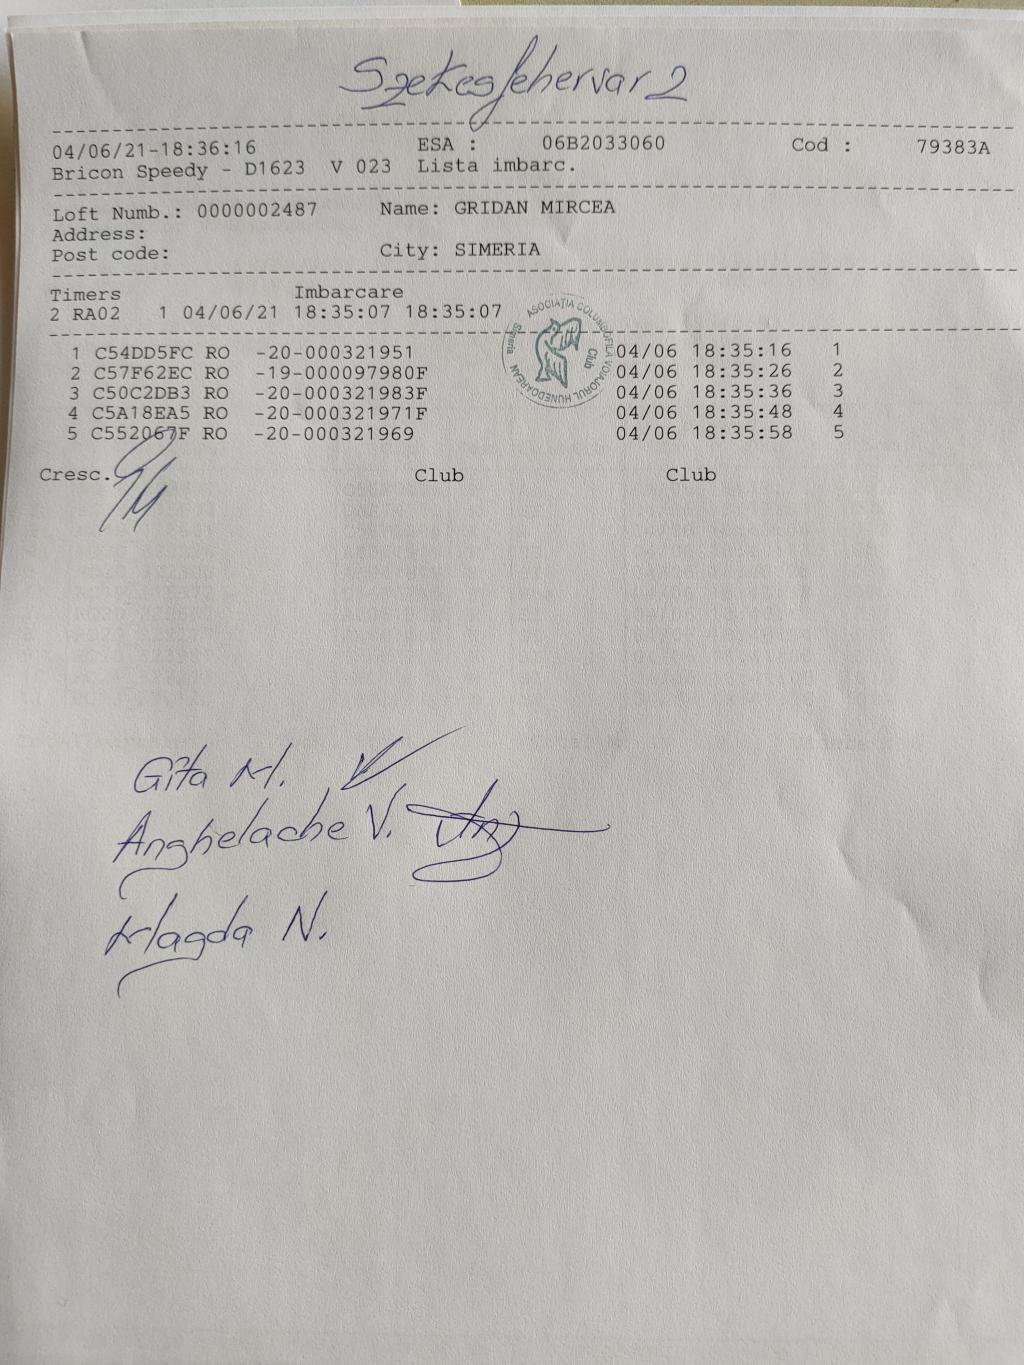 Szekesfehervar 2
04/06/21-18:36:16 ESA : 06B2033060 Cod : 79383A
Bricon Speedy - D1623 V 023 Lista imbarc.
Loft Numb.: 0000002487 Name: GRIDAN MIRCEA
Address:
Post code: City: SIMERIA
Timers Imbarcare
2 RA02 1 04/06/21 18:35:07 18:35:07
ASOCIAȚIA COLUMBOFILĂ VOIAJORUL HUNEDOREAN
Club
Simeria
1 C54DD5FC RO -20-000321951 04/06 18:35:16 1
2 C57F62EC RO -19-000097980F 04/06 18:35:26 2
3 C50C2DB3 RO -20-000321983F 04/06 18:35:36 3
4 C5A18EA5 RO -20-000321971F 04/06 18:35:48 4
5 C552067F RO -20-000321969 04/06 18:35:58 5
Cresc. Club Club
Gîta M.
Anghelache V.
Magda N.